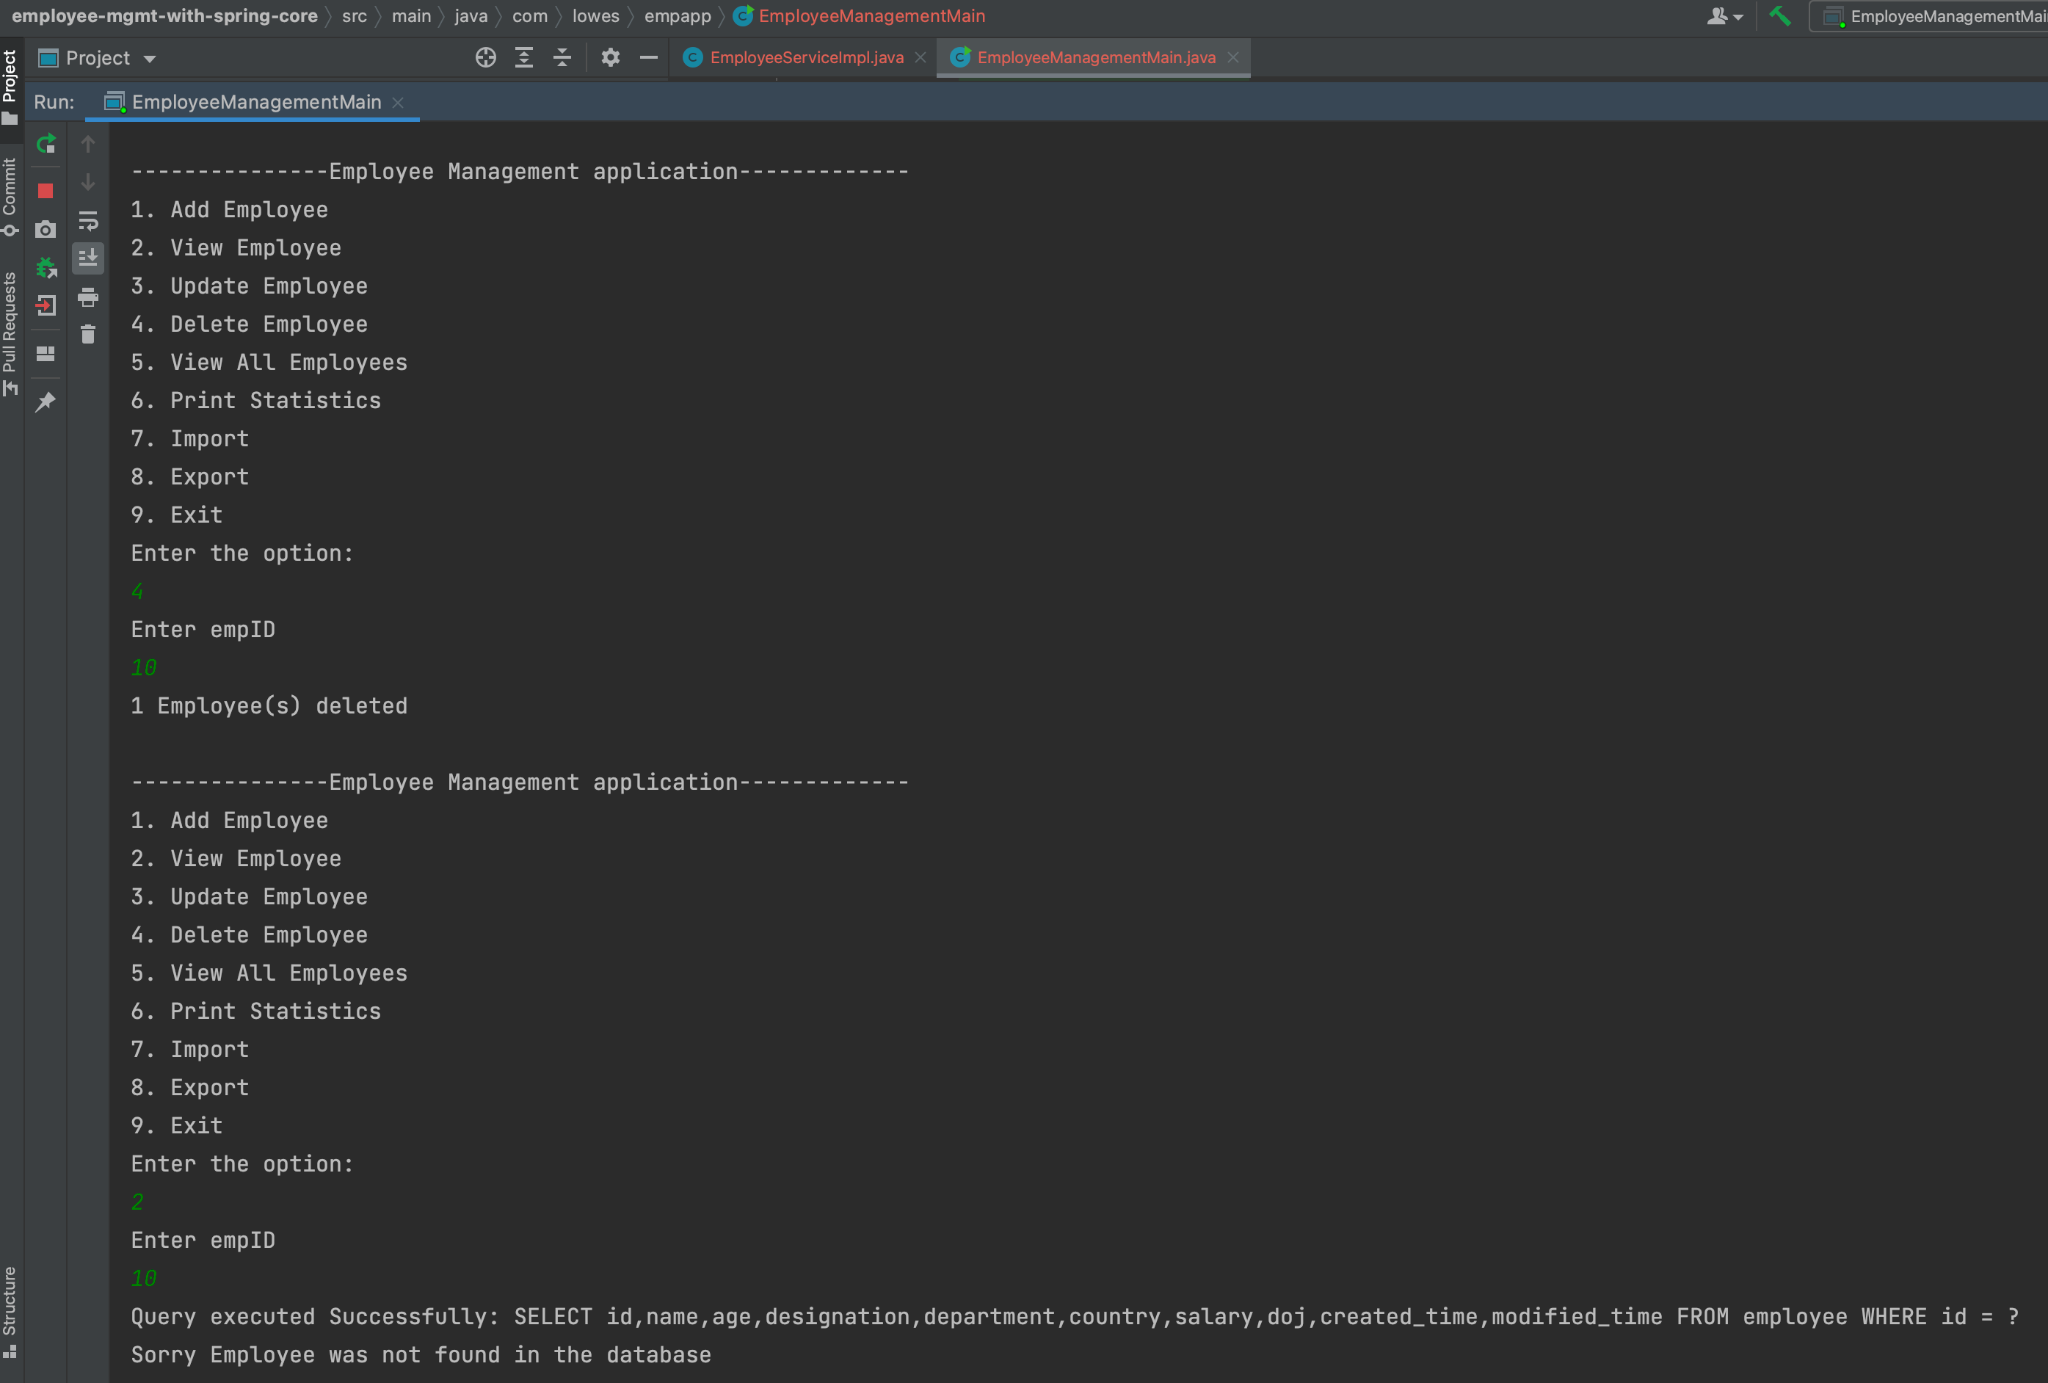 employee-mgmt-with-spring-core src main java com lowes empapp EmployeeManagementMain EmployeeManagementMai
Project EmployeeServiceImpl.java EmployeeManagementMain.java
Run: EmployeeManagementMain
Project
Commit
Pull Requests
Structure
---------------Employee Management application-------------
1. Add Employee
2. View Employee
3. Update Employee
4. Delete Employee
5. View All Employees
6. Print Statistics
7. Import
8. Export
9. Exit
Enter the option:
4
Enter empID
10
1 Employee(s) deleted
---------------Employee Management application-------------
1. Add Employee
2. View Employee
3. Update Employee
4. Delete Employee
5. View All Employees
6. Print Statistics
7. Import
8. Export
9. Exit
Enter the option:
2
Enter empID
10
Query executed Successfully: SELECT id,name,age,designation,department,country,salary,doj,created_time,modified_time FROM employee WHERE id = ?
Sorry Employee was not found in the database